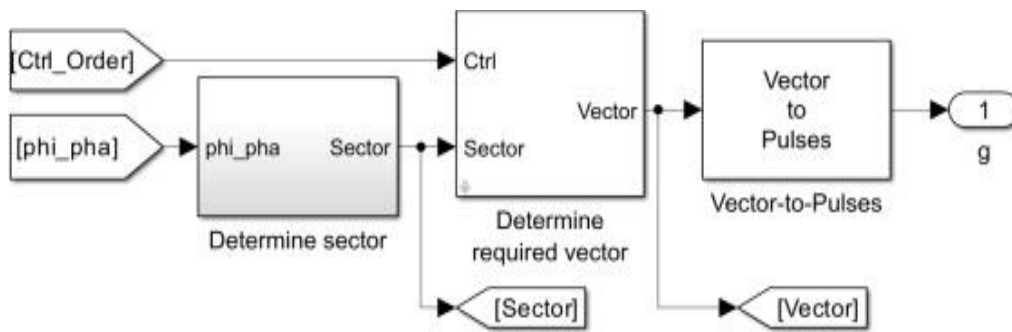 [Ctrl_Order]
Ctrl
Vector
to
Pulses
Vector
1
[phi_pha]
phi_pha
Sector
Sector
g
Vector-to-Pulses
Determine sector
Determine
required vector
[Sector]
[Vector]